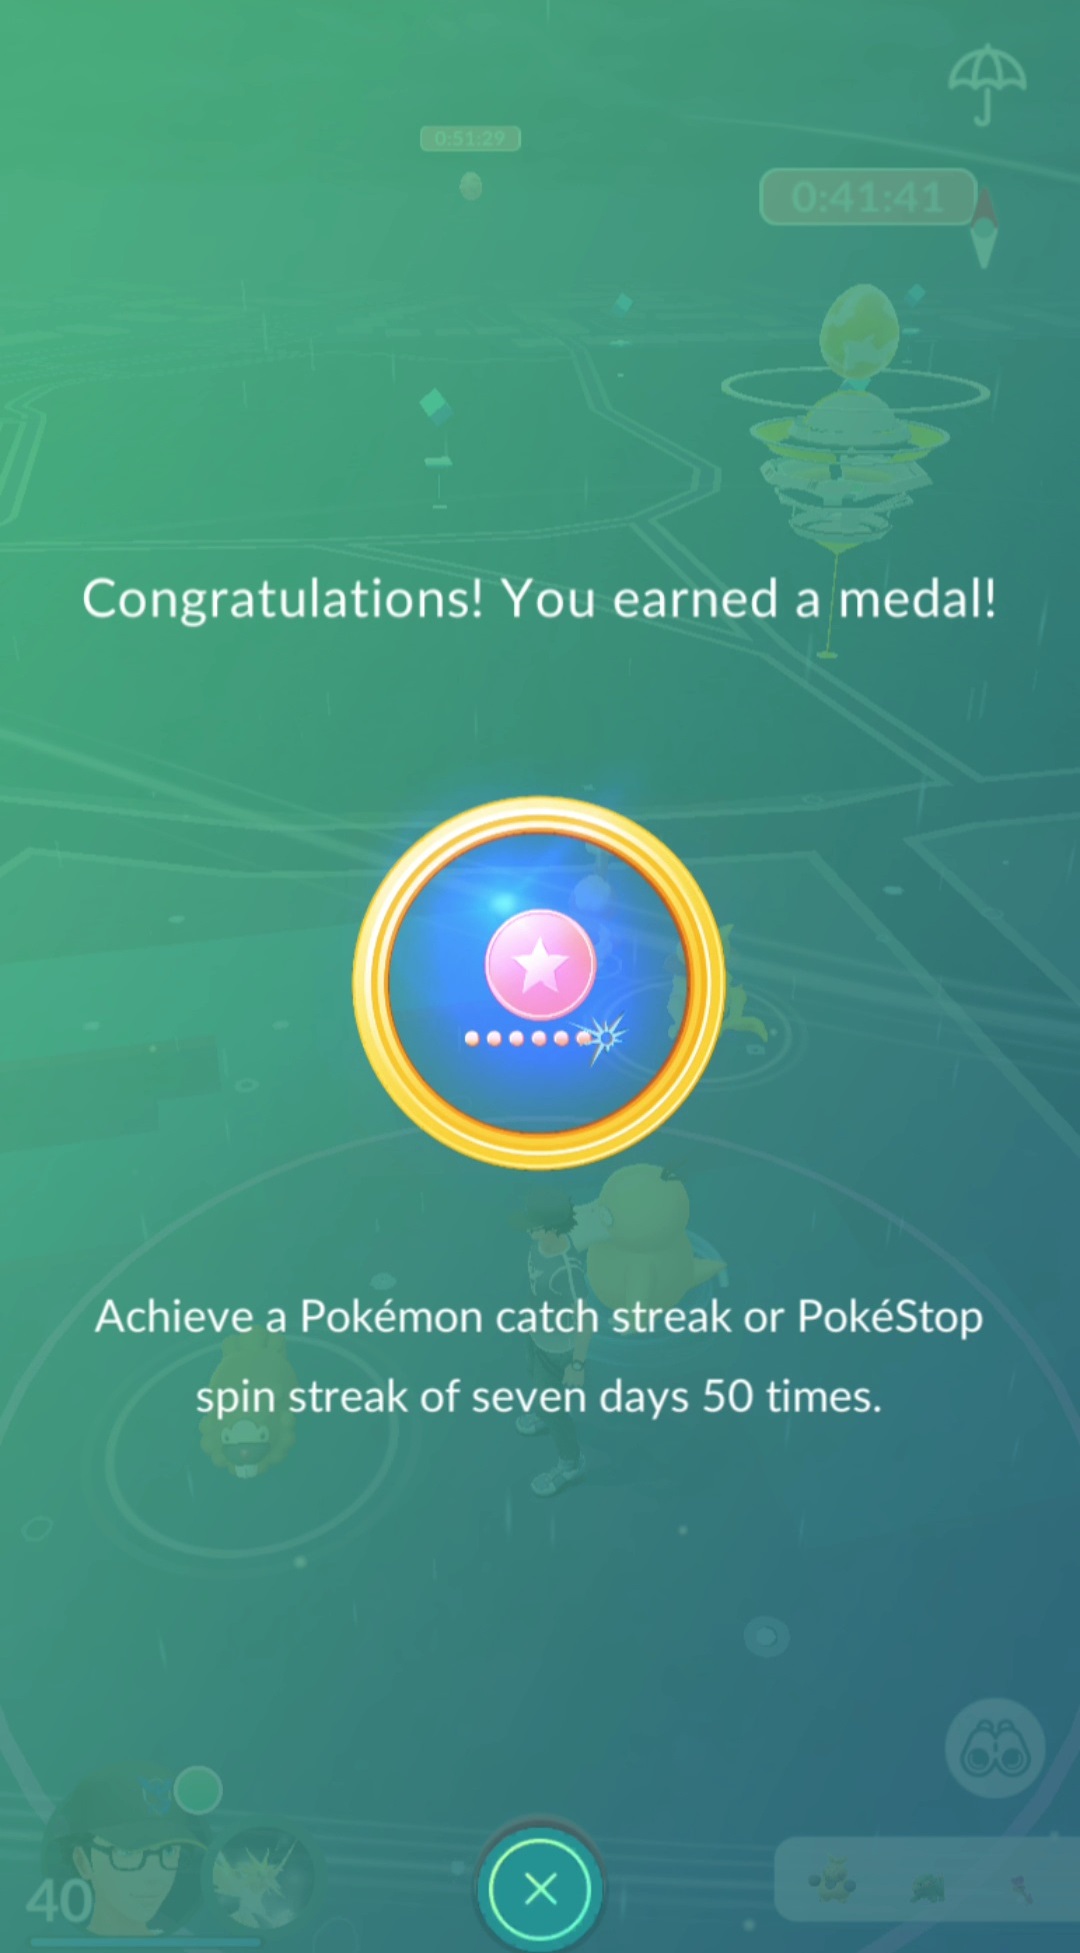 0:51:29
0:41:41
Congratulations! You earned a medal!
Achieve a Pokémon catch streak or PokéStop
spin streak of seven days 50 times.
40